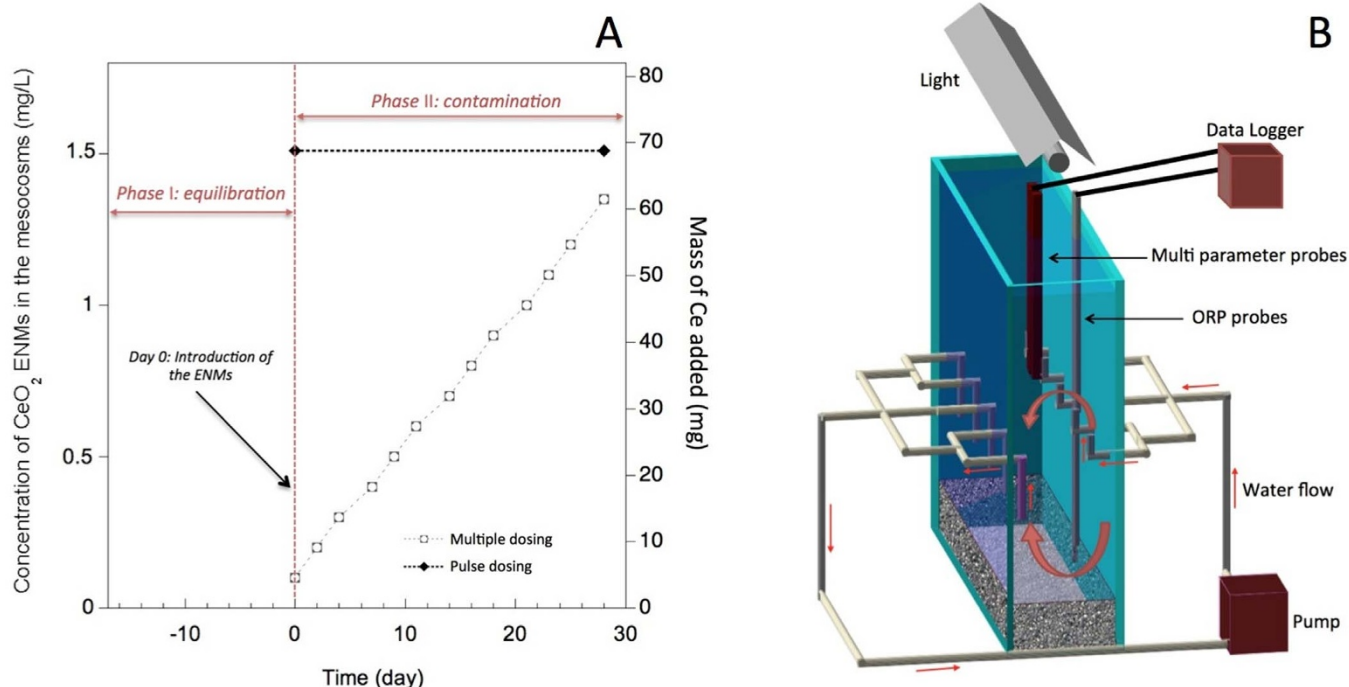 A
Concentration of CeO2 ENMs in the mesocosms (mg/L)
0
0.5
1
1.5
Phase I: equilibration
Phase II: contamination
Day 0: Introduction of
the ENMs
Multiple dosing
Pulse dosing
0
10
20
30
40
50
60
70
80
Mass of Ce added (mg)
-10
0
10
20
30
Time (day)
B
Light
Data Logger
Multi parameter probes
ORP probes
Water flow
Pump